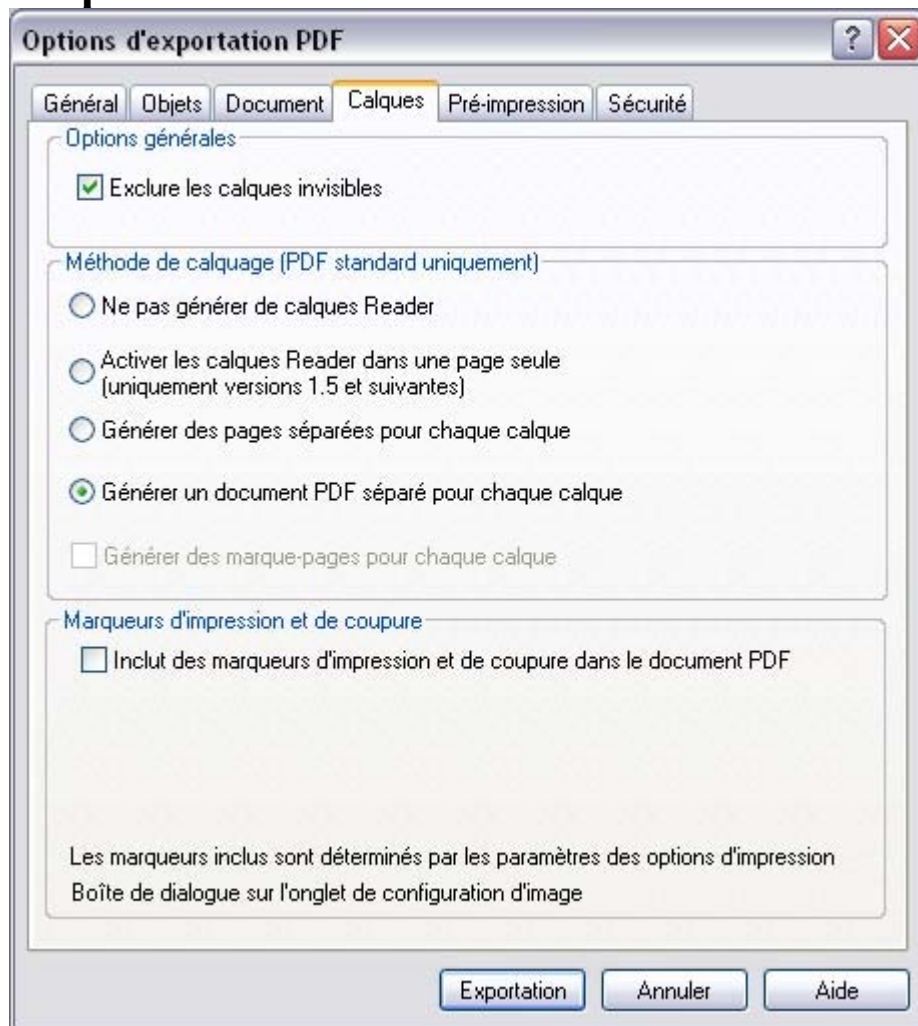 Options d'exportation PDF
Général Objets Document Calques Pré-impression Sécurité
Options générales
Exclure les calques invisibles
Méthode de calquage (PDF standard uniquement)
Ne pas générer de calques Reader
Activer les calques Reader dans une page seule
(uniquement versions 1.5 et suivantes)
Générer des pages séparées pour chaque calque
Générer un document PDF séparé pour chaque calque
Générer des marque-pages pour chaque calque
Marqueurs d'impression et de coupure
Inclut des marqueurs d'impression et de coupure dans le document PDF
Les marqueurs inclus sont déterminés par les paramètres des options d'impression
Boîte de dialogue sur l'onglet de configuration d'image
Exportation Annuler Aide